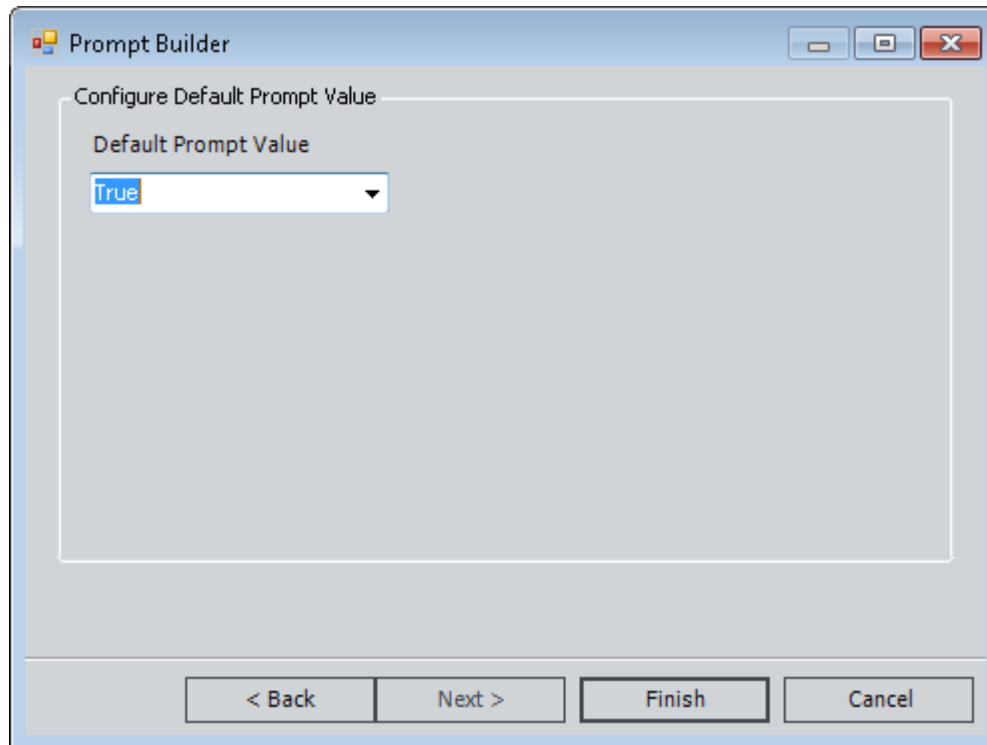 Prompt Builder
Configure Default Prompt Value
Default Prompt Value
True
< Back Next > Finish Cancel